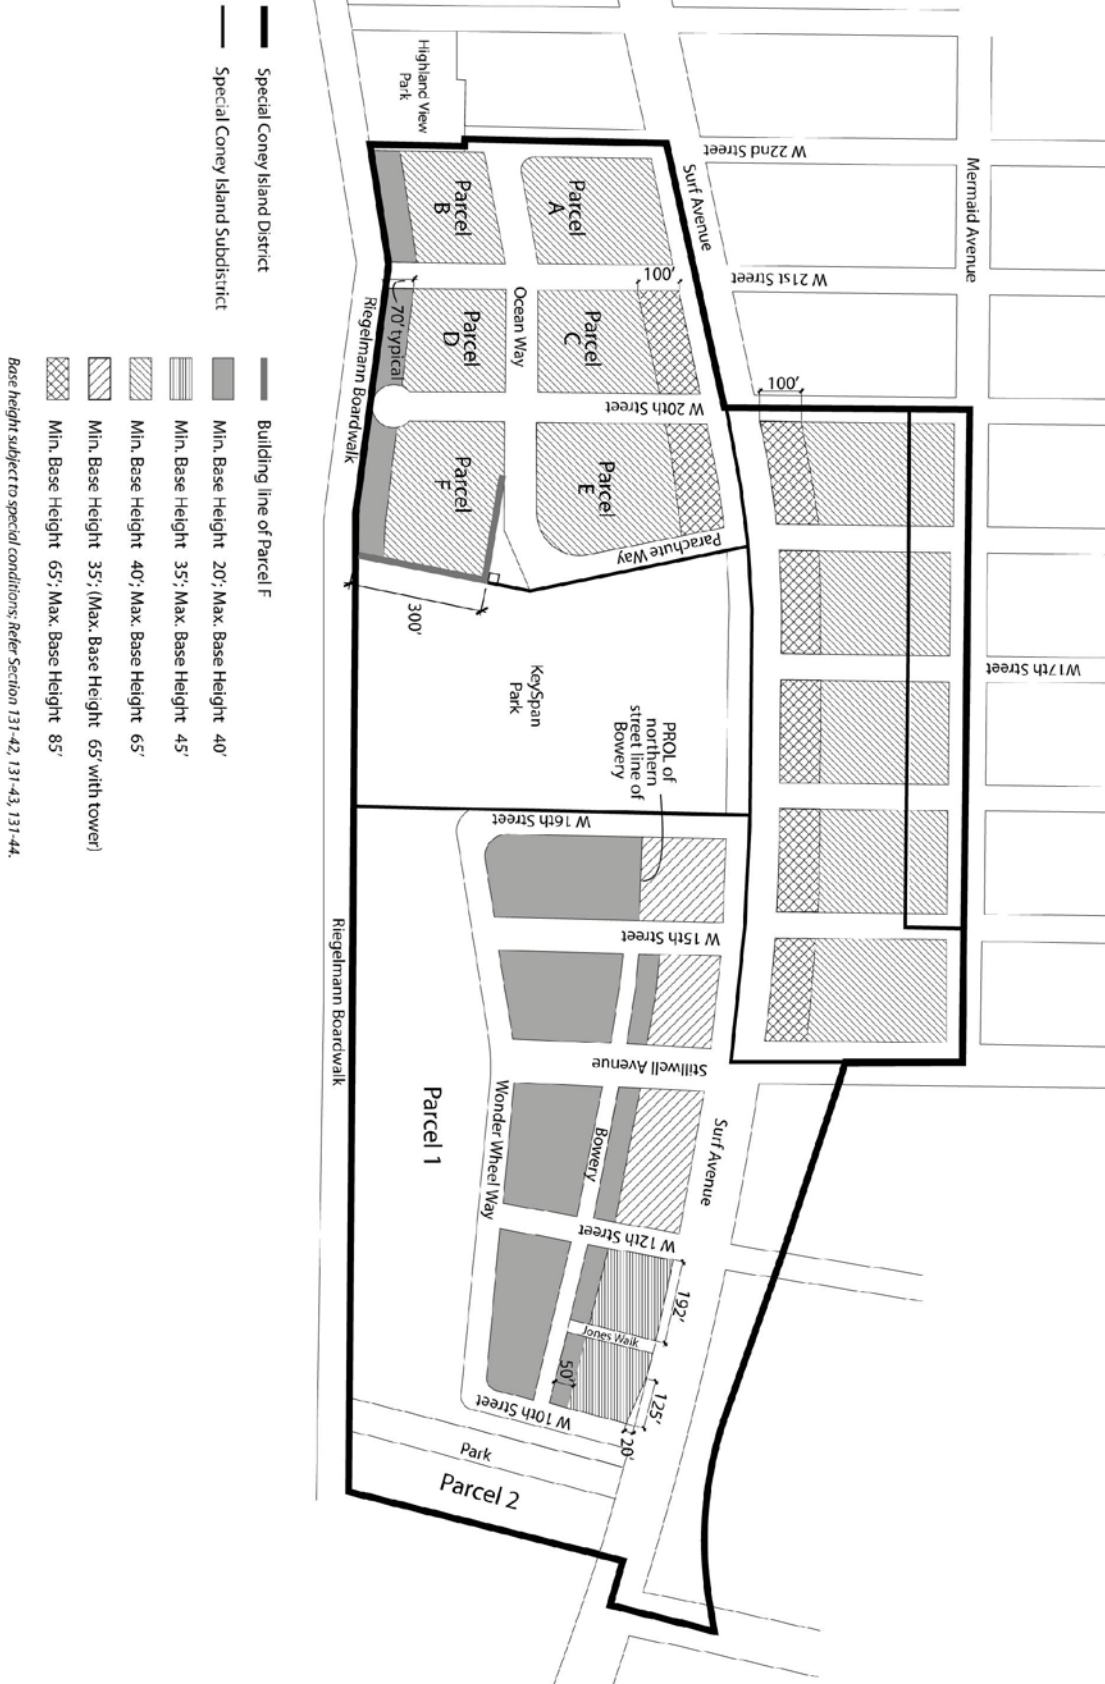 Mermaid Avenue
W 22nd Street
W 21st Street
W17th Street
Surf Avenue
100'
100'
Highland View
Park
Parcel
A
Parcel
B
Parcel
C
Parcel
D
Parcel
E
Parcel
F
Ocean Way
W 20th Street
Parachute Way
70' typical
Riegelmann Boardwalk
300'
KeySpan
Park
PROL of
northern
street line of
Bowery
W 16th Street
W 15th Street
Stillwell Avenue
Surf Avenue
Bowery
Wonder Wheel Way
W 12th Street
192'
Jones Walk
125'
20'
50'
W 10th Street
Park
Parcel 1
Parcel 2
Riegelmann Boardwalk
Special Coney Island District
Special Coney Island Subdistrict
Building line of Parcel F
Min. Base Height 20'; Max. Base Height 40'
Min. Base Height 35'; Max. Base Height 45'
Min. Base Height 40'; Max. Base Height 65'
Min. Base Height 35'; (Max. Base Height 65' with tower)
Min. Base Height 65'; Max. Base Height 85'
Base height subject to special conditions; Refer Section 131-42, 131-43, 131-44.